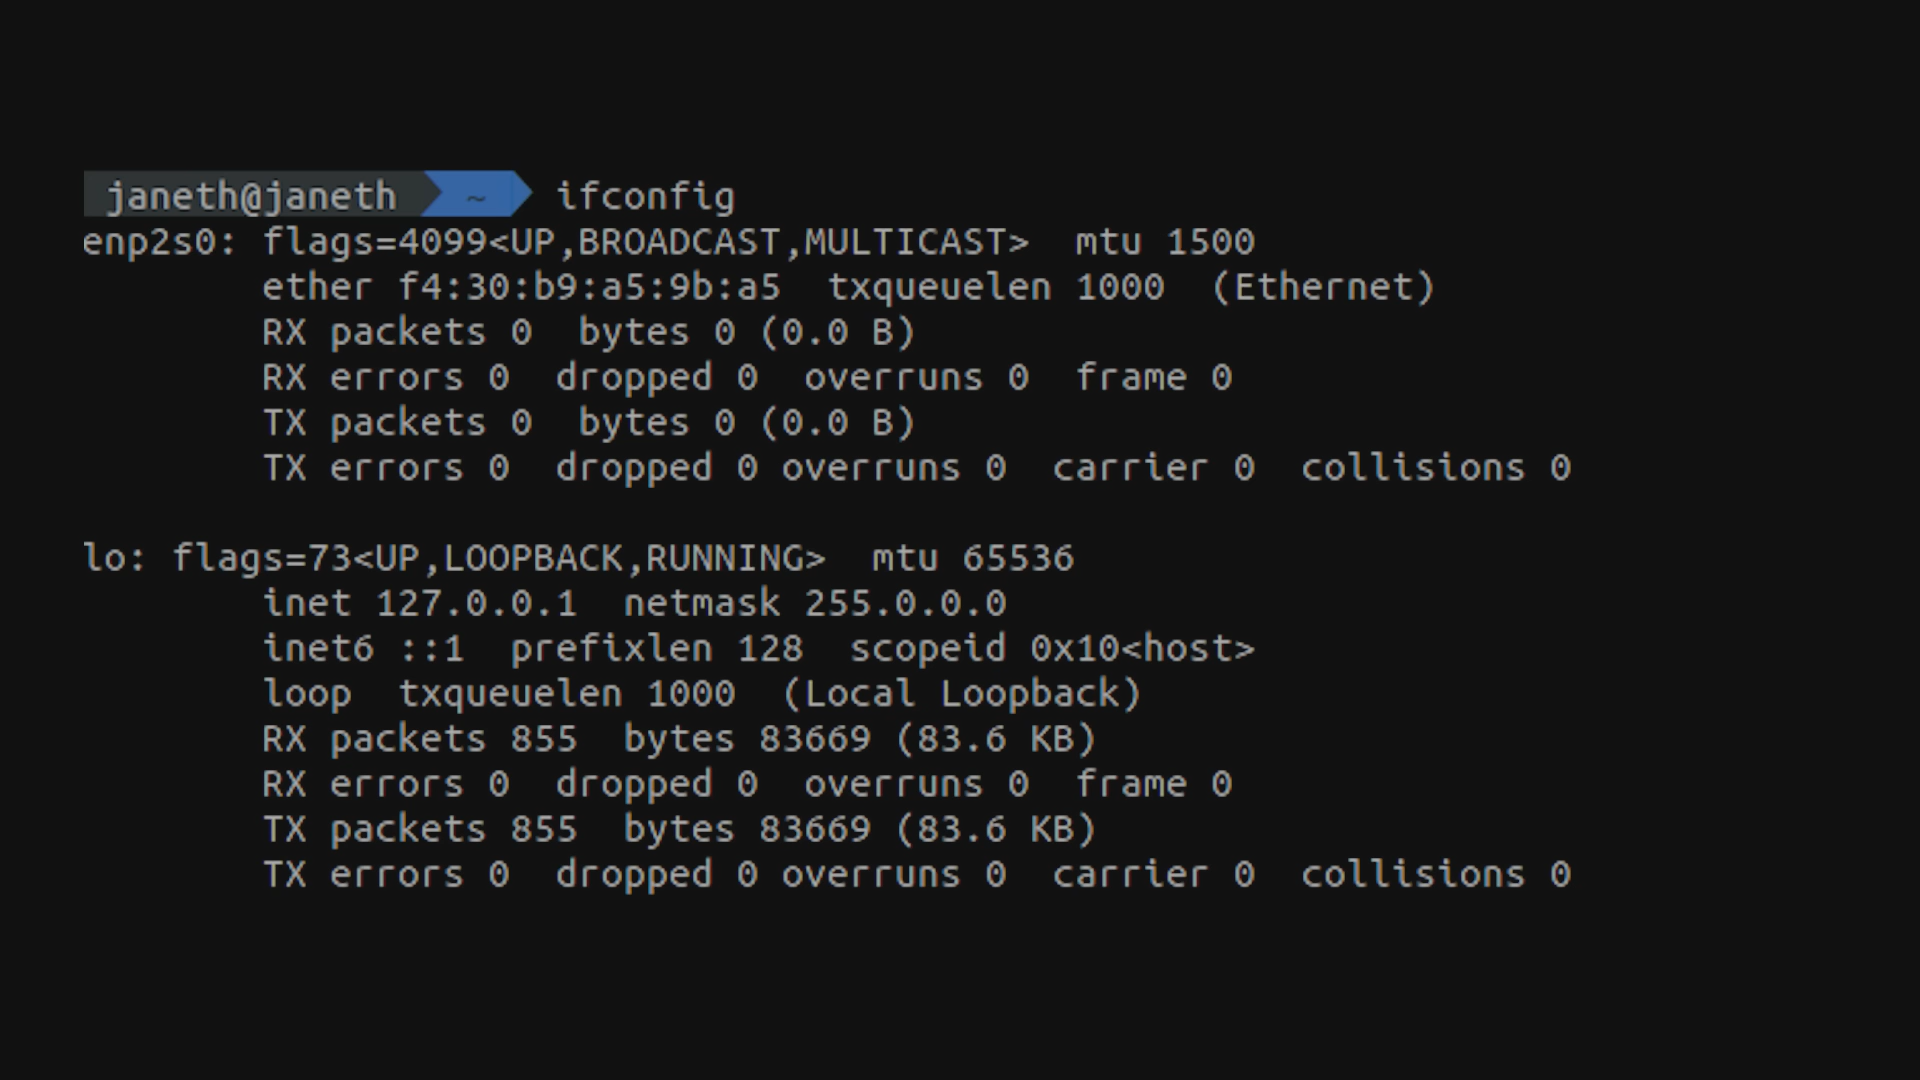 janeth@janeth ~ ifconfig
enp2s0: flags=4099<UP,BROADCAST,MULTICAST>  mtu 1500
        ether f4:30:b9:a5:9b:a5  txqueuelen 1000  (Ethernet)
        RX packets 0  bytes 0 (0.0 B)
        RX errors 0  dropped 0  overruns 0  frame 0
        TX packets 0  bytes 0 (0.0 B)
        TX errors 0  dropped 0 overruns 0  carrier 0  collisions 0

lo: flags=73<UP,LOOPBACK,RUNNING>  mtu 65536
        inet 127.0.0.1  netmask 255.0.0.0
        inet6 ::1  prefixlen 128  scopeid 0x10<host>
        loop  txqueuelen 1000  (Local Loopback)
        RX packets 855  bytes 83669 (83.6 KB)
        RX errors 0  dropped 0  overruns 0  frame 0
        TX packets 855  bytes 83669 (83.6 KB)
        TX errors 0  dropped 0 overruns 0  carrier 0  collisions 0